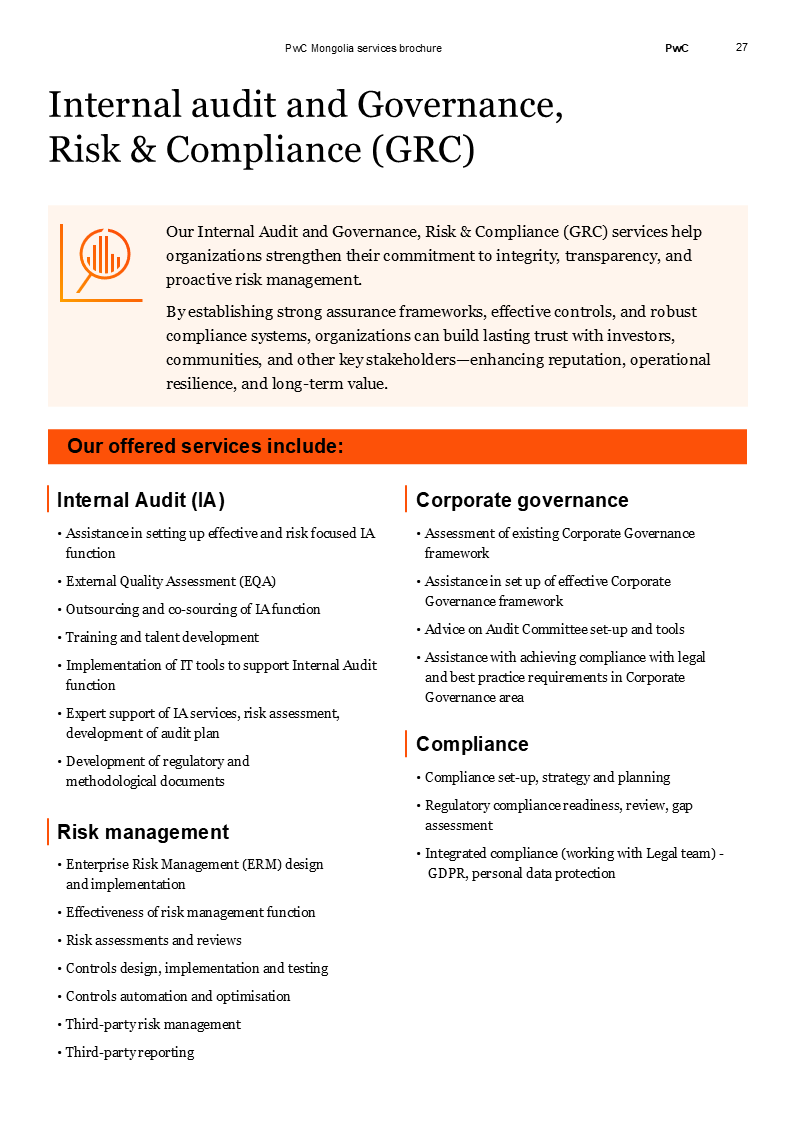 PwC Mongolia services brochure
PwC
27
Internal audit and Governance,
Risk & Compliance (GRC)
Our Internal Audit and Governance, Risk & Compliance (GRC) services help
organizations strengthen their commitment to integrity, transparency, and
proactive risk management.
By establishing strong assurance frameworks, effective controls, and robust
compliance systems, organizations can build lasting trust with investors,
communities, and other key stakeholders—enhancing reputation, operational
resilience, and long-term value.
Our offered services include:
Internal Audit (IA)
• Assistance in setting up effective and risk focused IA
function
• External Quality Assessment (EQA)
• Outsourcing and co-sourcing of IA function
• Training and talent development
• Implementation of IT tools to support Internal Audit
function
• Expert support of IA services, risk assessment,
development of audit plan
• Development of regulatory and
methodological documents
Risk management
• Enterprise Risk Management (ERM) design
and implementation
• Effectiveness of risk management function
• Risk assessments and reviews
• Controls design, implementation and testing
• Controls automation and optimisation
• Third-party risk management
• Third-party reporting
Corporate governance
• Assessment of existing Corporate Governance
framework
• Assistance in set up of effective Corporate
Governance framework
• Advice on Audit Committee set-up and tools
• Assistance with achieving compliance with legal
and best practice requirements in Corporate
Governance area
Compliance
• Compliance set-up, strategy and planning
• Regulatory compliance readiness, review, gap
assessment
• Integrated compliance (working with Legal team) -
GDPR, personal data protection